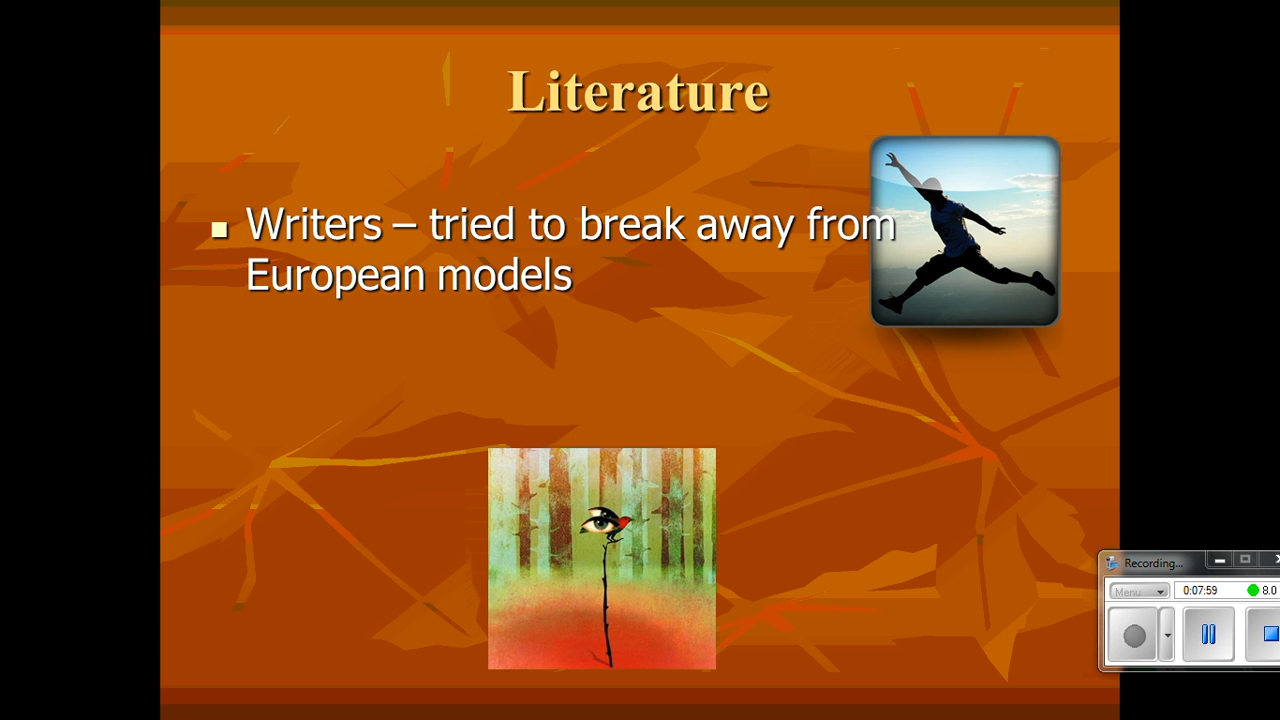 Literature
Writers – tried to break away from
European models
Recording...
Menu
0:07:59
8.0